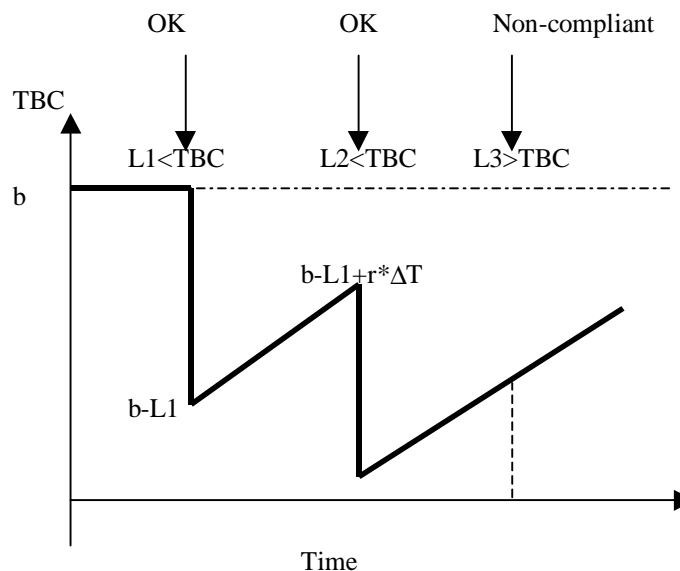 OK OK Non-compliant
TBC
L1<TBC L2<TBC L3>TBC
b
b-L1+r*ΔT
b-L1
Time